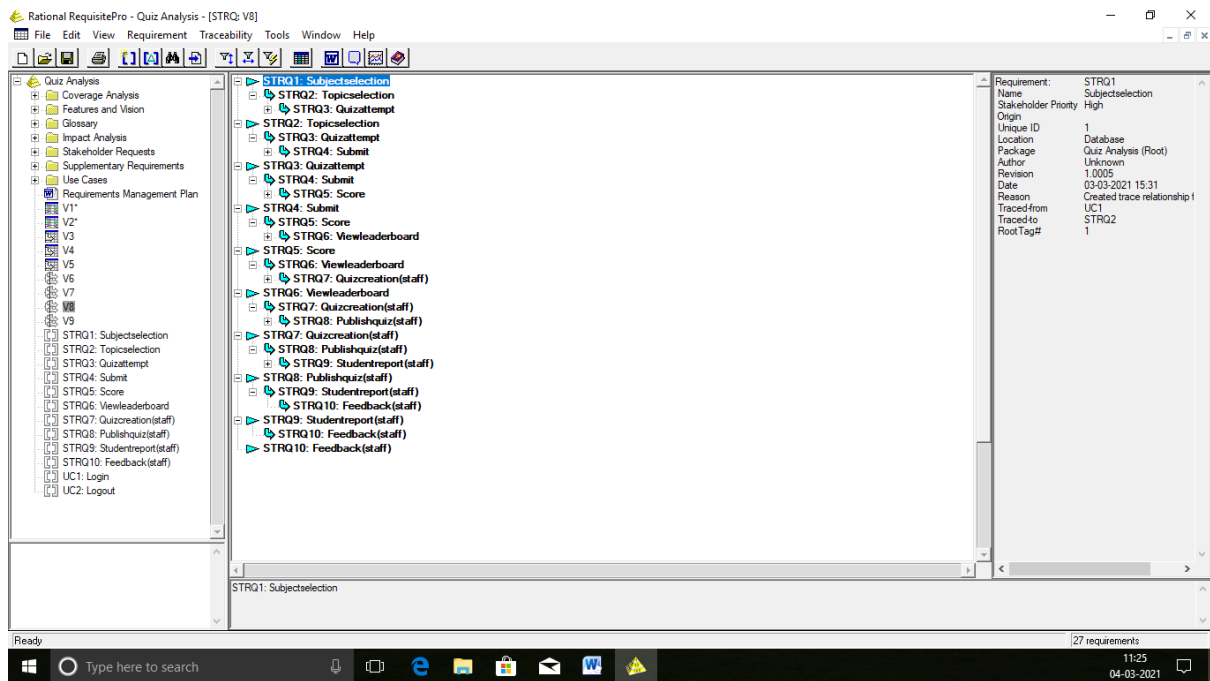 Rational RequisitePro - Quiz Analysis - [STRQ: V8]
File Edit View Requirement Traceability Tools Window Help
Quiz Analysis
Coverage Analysis
Features and Vision
Glossary
Impact Analysis
Stakeholder Requests
Supplementary Requirements
Use Cases
Requirements Management Plan
V1*
V2*
V3
V4
V5
V6
V7
V8
V9
STRQ1: Subjectselection
STRQ2: Topicselection
STRQ3: Quizattempt
STRQ4: Submit
STRQ5: Score
STRQ6: Viewleaderboard
STRQ7: Quizcreation(staff)
STRQ8: Publishquiz(staff)
STRQ9: Studentreport(staff)
STRQ10: Feedback(staff)
UC1: Login
UC2: Logout
STRQ1: Subjectselection
STRQ2: Topicselection
STRQ3: Quizattempt
STRQ2: Topicselection
STRQ3: Quizattempt
STRQ4: Submit
STRQ3: Quizattempt
STRQ4: Submit
STRQ5: Score
STRQ4: Submit
STRQ5: Score
STRQ6: Viewleaderboard
STRQ5: Score
STRQ6: Viewleaderboard
STRQ7: Quizcreation(staff)
STRQ6: Viewleaderboard
STRQ7: Quizcreation(staff)
STRQ8: Publishquiz(staff)
STRQ7: Quizcreation(staff)
STRQ8: Publishquiz(staff)
STRQ9: Studentreport(staff)
STRQ8: Publishquiz(staff)
STRQ9: Studentreport(staff)
STRQ10: Feedback(staff)
STRQ9: Studentreport(staff)
STRQ10: Feedback(staff)
STRQ10: Feedback(staff)
Requirement: STRQ1
Name Subjectselection
Stakeholder Priority High
Origin
Unique ID 1
Location Database
Package Quiz Analysis (Root)
Author Unknown
Revision 1.0005
Date 03-03-2021 15:31
Reason Created trace relationship f
Traced-from UC1
Traced-to STRQ2
RootTag# 1
STRQ1: Subjectselection
Ready
27 requirements
Type here to search
11:25
04-03-2021